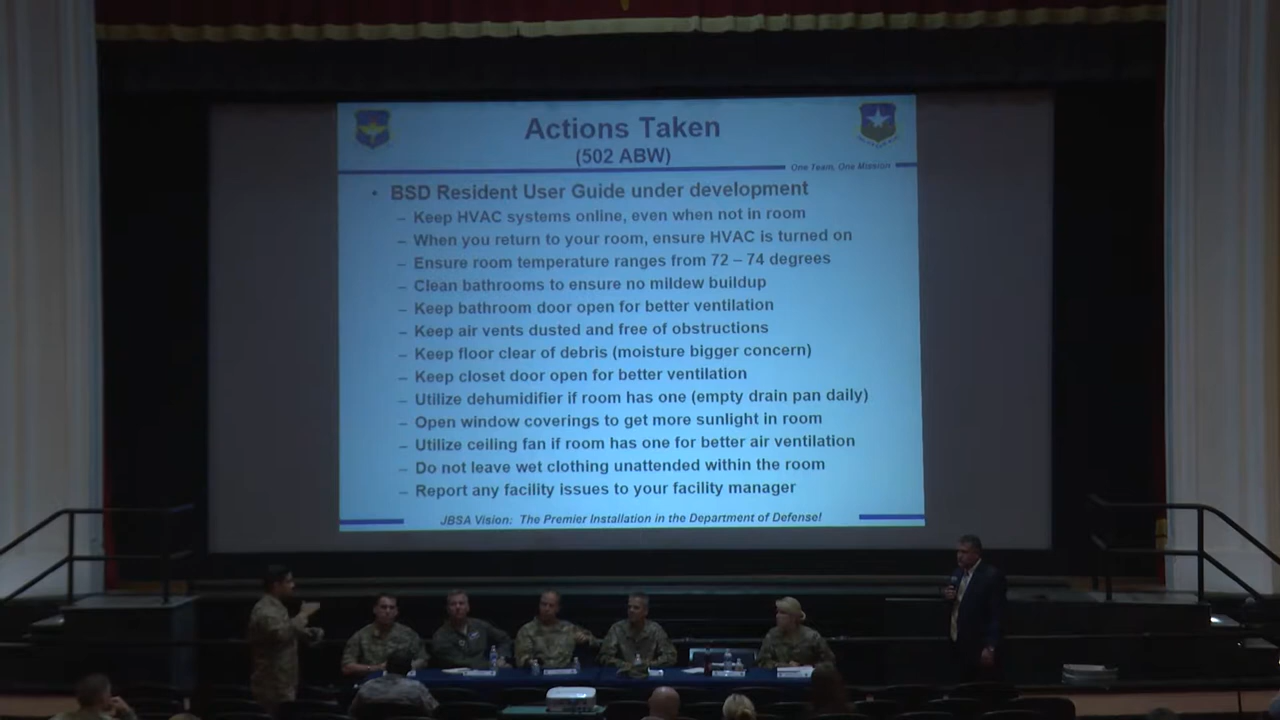 Actions Taken
(502 ABW)
One Team, One Mission
• BSD Resident User Guide under development
– Keep HVAC systems online, even when not in room
– When you return to your room, ensure HVAC is turned on
– Ensure room temperature ranges from 72 – 74 degrees
– Clean bathrooms to ensure no mildew buildup
– Keep bathroom door open for better ventilation
– Keep air vents dusted and free of obstructions
– Keep floor clear of debris (moisture bigger concern)
– Keep closet door open for better ventilation
– Utilize dehumidifier if room has one (empty drain pan daily)
– Open window coverings to get more sunlight in room
– Utilize ceiling fan if room has one for better air ventilation
– Do not leave wet clothing unattended within the room
– Report any facility issues to your facility manager
JBSA Vision: The Premier Installation in the Department of Defense!